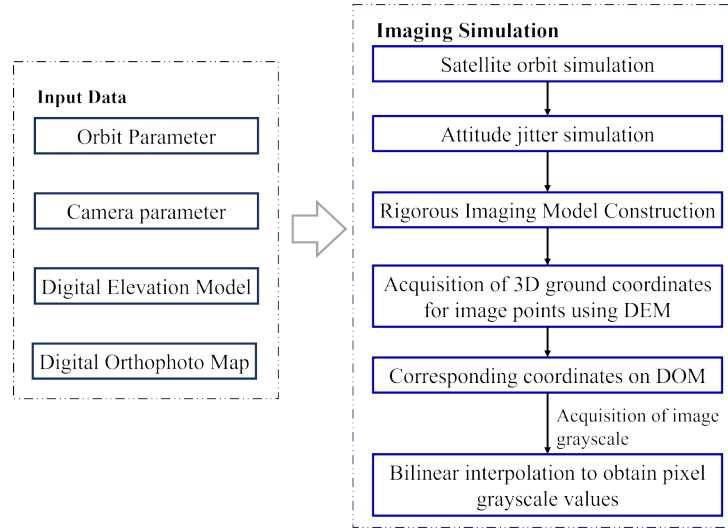 Input Data
Orbit Parameter
Camera parameter
Digital Elevation Model
Digital Orthophoto Map
Imaging Simulation
Satellite orbit simulation
Attitude jitter simulation
Rigorous Imaging Model Construction
Acquisition of 3D ground coordinates
for image points using DEM
Corresponding coordinates on DOM
Acquisition of image
grayscale
Bilinear interpolation to obtain pixel
grayscale values